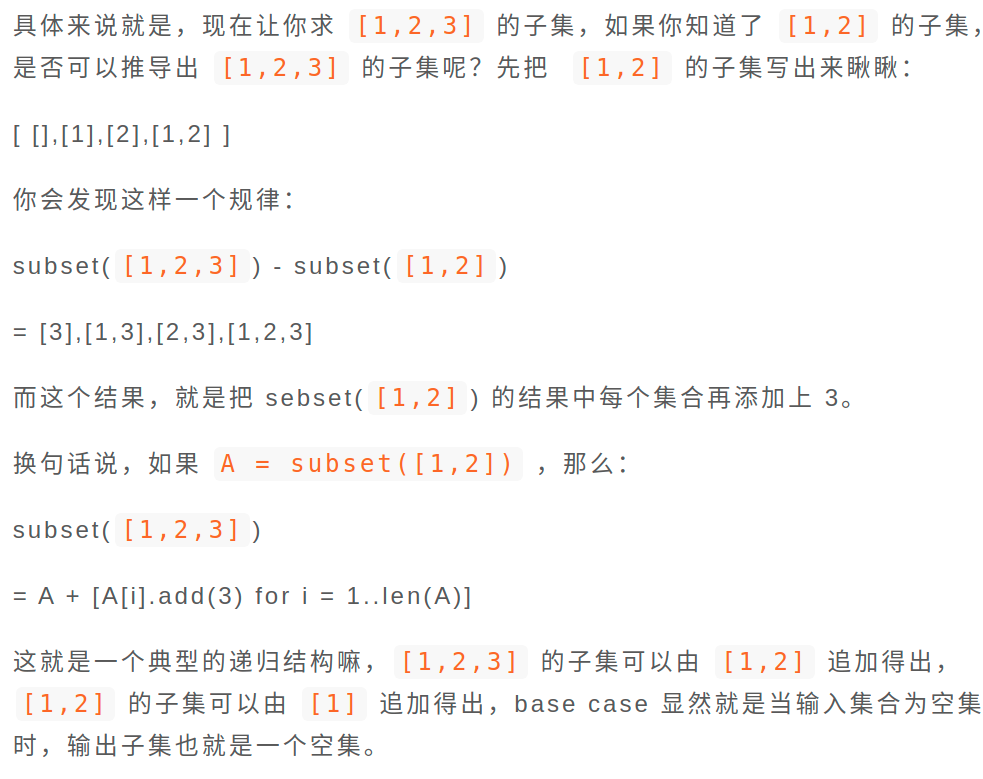 具体来说就是，现在让你求 [1,2,3] 的子集，如果你知道了 [1,2] 的子集，
是否可以推导出 [1,2,3] 的子集呢？先把 [1,2] 的子集写出来瞅瞅：
[ [],[1],[2],[1,2] ]
你会发现这样一个规律：
subset([1,2,3]) - subset([1,2])
= [3],[1,3],[2,3],[1,2,3]
而这个结果，就是把 sebset([1,2]) 的结果中每个集合再添加上 3。
换句话说，如果 A = subset([1,2]) ，那么：
subset([1,2,3])
= A + [A[i].add(3) for i = 1..len(A)]
这就是一个典型的递归结构嘛，[1,2,3] 的子集可以由 [1,2] 追加得出，
[1,2] 的子集可以由 [1] 追加得出，base case 显然就是当输入集合为空集
时，输出子集也就是一个空集。